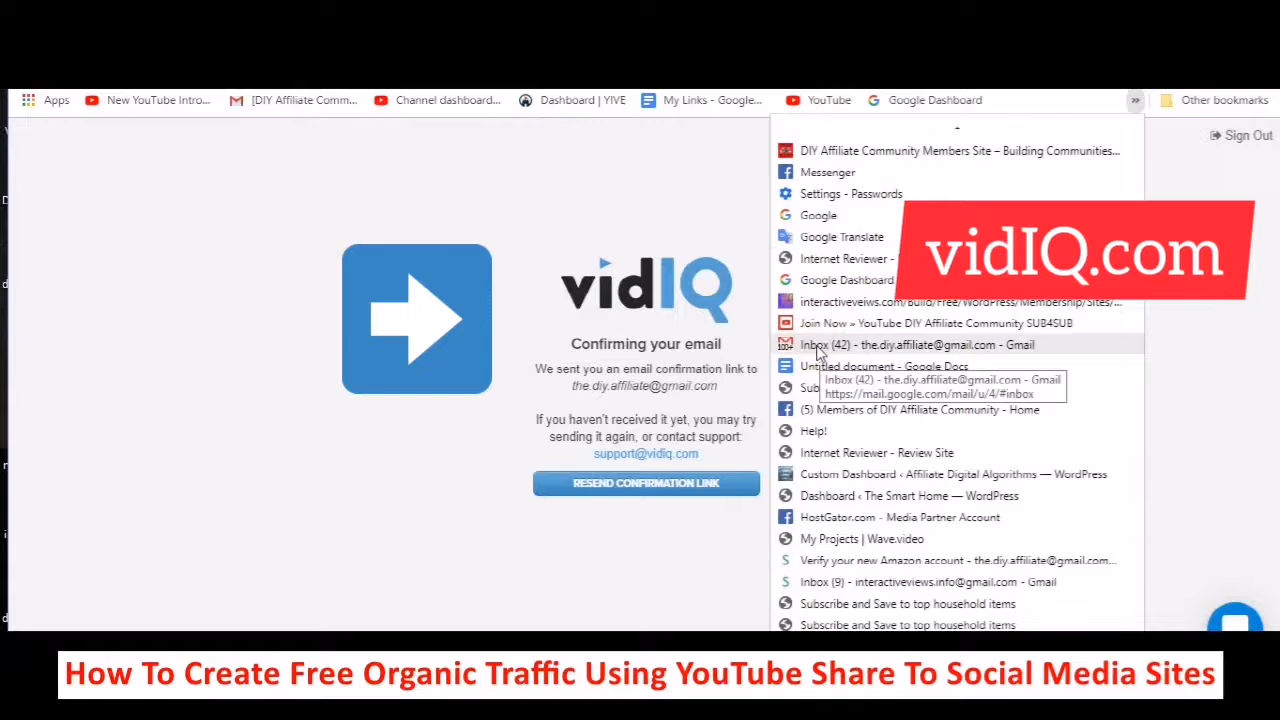 Apps
New YouTube Intro...
[DIY Affiliate Comm...
Channel dashboard...
Dashboard | YIVE
My Links - Google...
YouTube
Google Dashboard
»
Other bookmarks
Sign Out
DIY Affiliate Community Members Site – Building Communities...
Messenger
Settings - Passwords
Google
Google Translate
Internet Reviewer -
Google Dashboard
interactiveveiws.com/Build/Free/WordPress/Membership/Sites/...
Join Now » YouTube DIY Affiliate Community SUB4SUB
Inbox (42) - the.diy.affiliate@gmail.com - Gmail
Untitled document - Google Docs
Inbox (42) - the.diy.affiliate@gmail.com - Gmail
https://mail.google.com/mail/u/4/#inbox
(5) Members of DIY Affiliate Community - Home
Help!
Internet Reviewer - Review Site
Custom Dashboard ‹ Affiliate Digital Algorithms — WordPress
Dashboard ‹ The Smart Home — WordPress
HostGator.com - Media Partner Account
My Projects | Wave.video
Verify your new Amazon account - the.diy.affiliate@gmail.com...
Inbox (9) - interactiveviews.info@gmail.com - Gmail
Subscribe and Save to top household items
Subscribe and Save to top household items
vidIQ.com
vidIQ
Confirming your email
We sent you an email confirmation link to
the.diy.affiliate@gmail.com
If you haven't received it yet, you may try
sending it again, or contact support:
support@vidiq.com
RESEND CONFIRMATION LINK
How To Create Free Organic Traffic Using YouTube Share To Social Media Sites